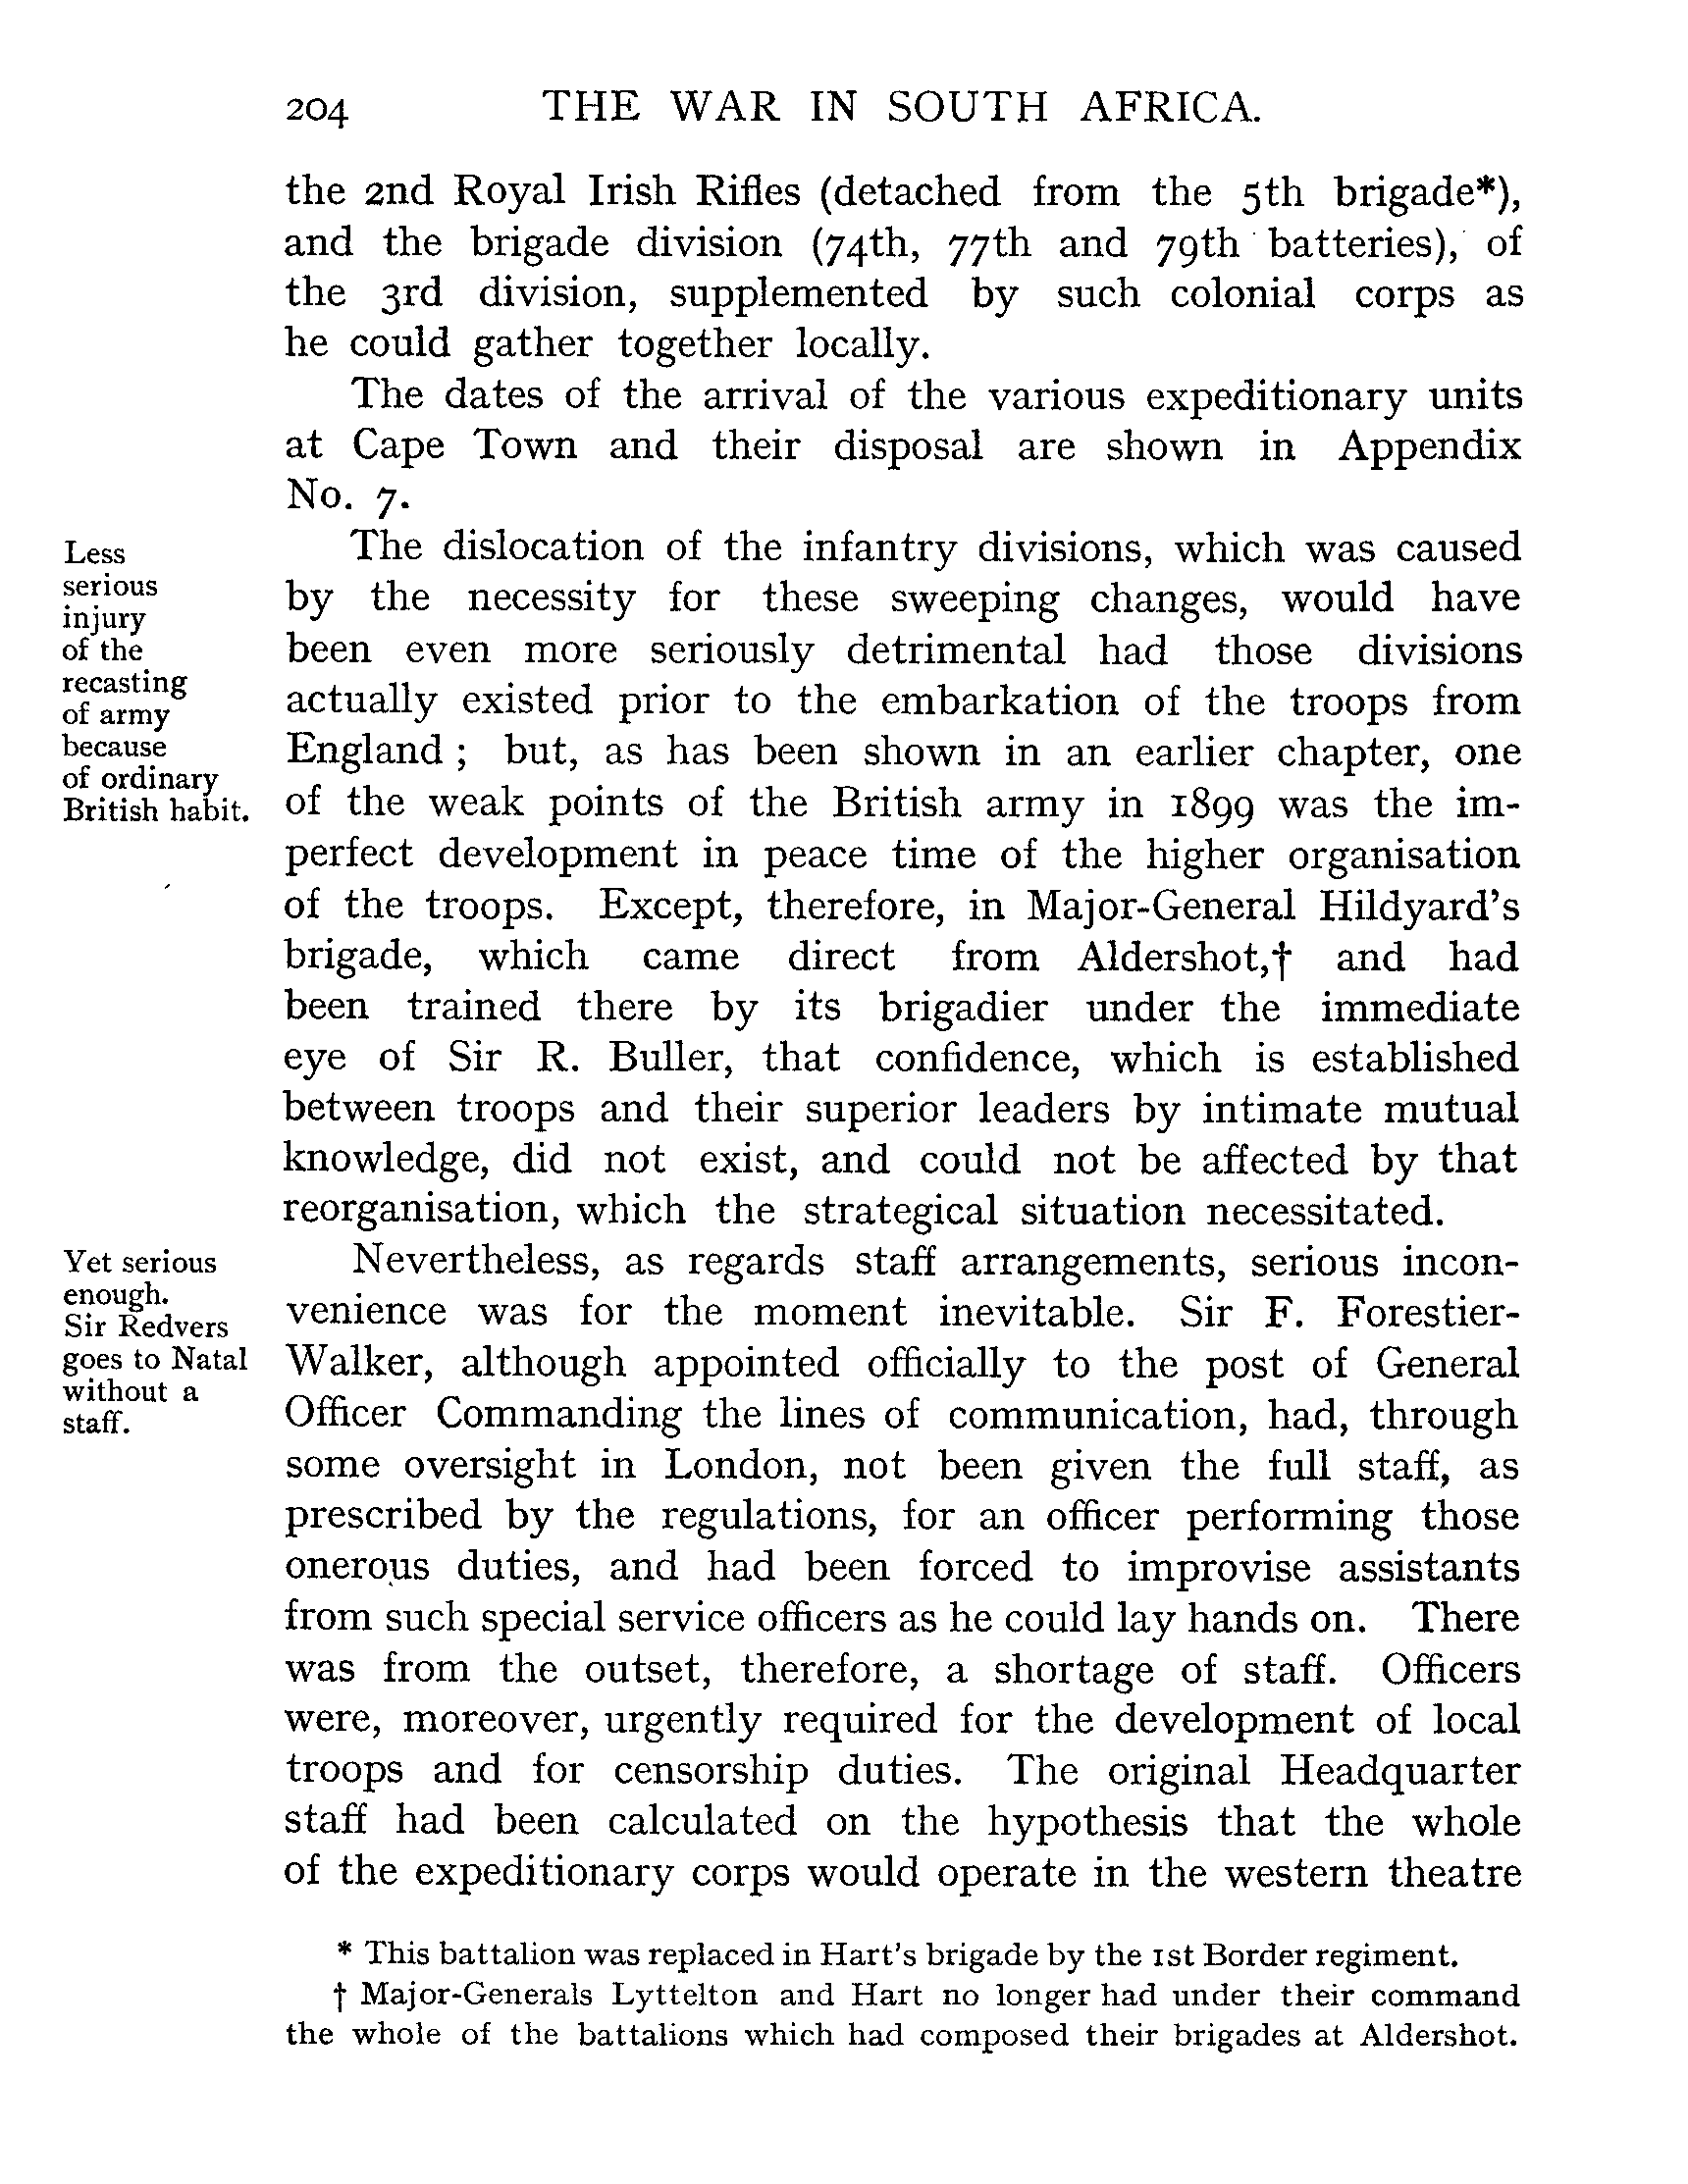 204 THE WAR IN SOUTH AFRICA.
the 2nd Royal Irish Rifles (detached from the 5th brigade*),
and the brigade division (74th, 77th and 79th batteries), of
the 3rd division, supplemented by such colonial corps as
he could gather together locally.
The dates of the arrival of the various expeditionary units
at Cape Town and their disposal are shown in Appendix
No. 7.
Less
serious
injury
of the
recasting
of army
because
of ordinary
British habit.
The dislocation of the infantry divisions, which was caused
by the necessity for these sweeping changes, would have
been even more seriously detrimental had those divisions
actually existed prior to the embarkation of the troops from
England ; but, as has been shown in an earlier chapter, one
of the weak points of the British army in 1899 was the im-
perfect development in peace time of the higher organisation
of the troops. Except, therefore, in Major-General Hildyard's
brigade, which came direct from Aldershot,† and had
been trained there by its brigadier under the immediate
eye of Sir R. Buller, that confidence, which is established
between troops and their superior leaders by intimate mutual
knowledge, did not exist, and could not be affected by that
reorganisation, which the strategical situation necessitated.
Yet serious
enough.
Sir Redvers
goes to Natal
without a
staff.
Nevertheless, as regards staff arrangements, serious incon-
venience was for the moment inevitable. Sir F. Forestier-
Walker, although appointed officially to the post of General
Officer Commanding the lines of communication, had, through
some oversight in London, not been given the full staff, as
prescribed by the regulations, for an officer performing those
onerous duties, and had been forced to improvise assistants
from such special service officers as he could lay hands on. There
was from the outset, therefore, a shortage of staff. Officers
were, moreover, urgently required for the development of local
troops and for censorship duties. The original Headquarter
staff had been calculated on the hypothesis that the whole
of the expeditionary corps would operate in the western theatre
* This battalion was replaced in Hart's brigade by the 1st Border regiment.
† Major-Generals Lyttelton and Hart no longer had under their command
the whole of the battalions which had composed their brigades at Aldershot.